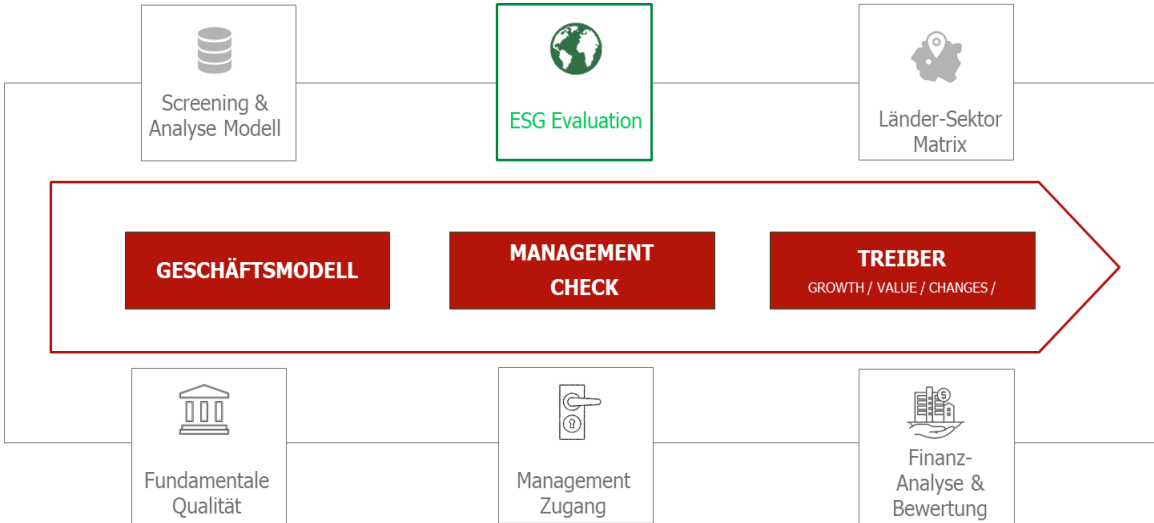 Screening &
Analyse Modell
ESG Evaluation
Länder-Sektor
Matrix
GESCHÄFTSMODELL
MANAGEMENT
CHECK
TREIBER
GROWTH / VALUE / CHANGES /
Fundamentale
Qualität
Management
Zugang
$
Finanz-
Analyse &
Bewertung